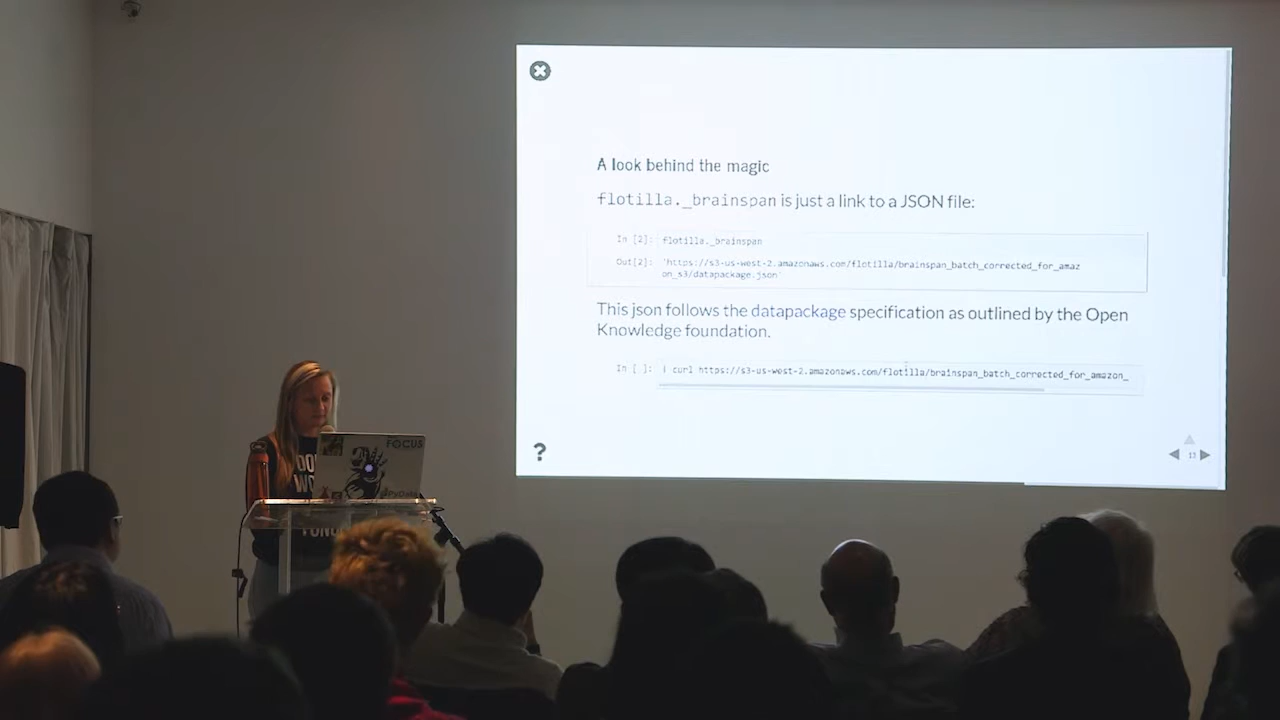 A look behind the magic
flotilla._brainspan is just a link to a JSON file:
In [2]: flotilla._brainspan
Out[2]: 'https://s3-us-west-2.amazonaws.com/flotilla/brainspan_batch_corrected_for_amaz
on_s3/datapackage.json'
This json follows the datapackage specification as outlined by the Open
Knowledge foundation.
In [ ]: ! curl https://s3-us-west-2.amazonaws.com/flotilla/brainspan_batch_corrected_for_amazon_
?
13
FOCUS
PyData